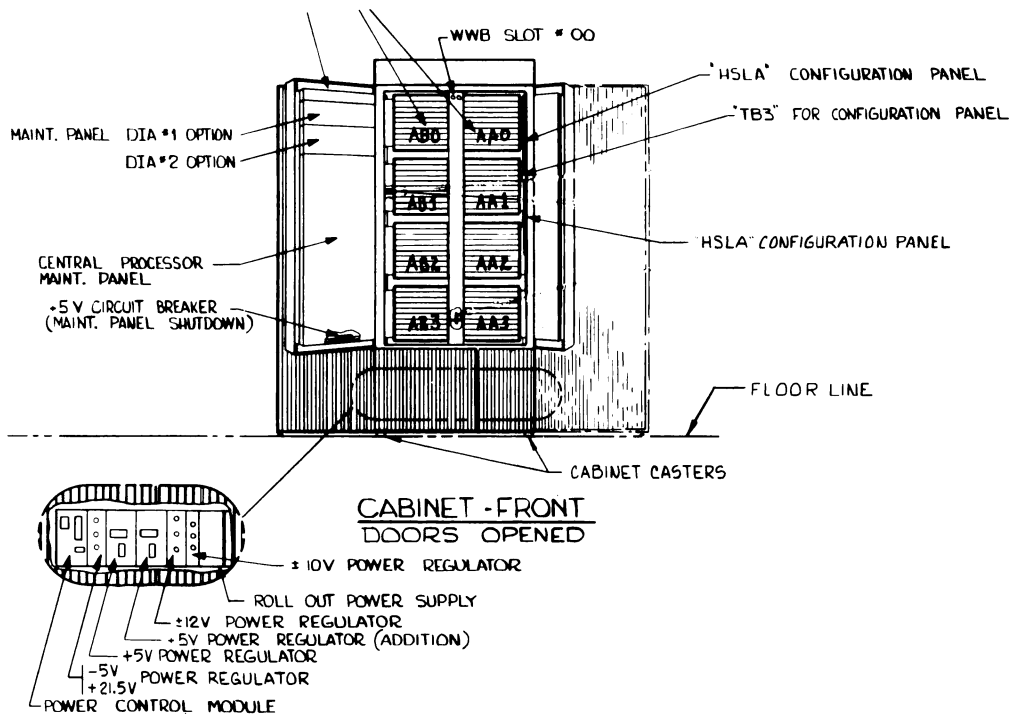 WWB SLOT # 00
"HSLA" CONFIGURATION PANEL
"TB3" FOR CONFIGURATION PANEL
MAINT. PANEL DIA #1 OPTION
DIA #2 OPTION
AB0 AA0
AB1 AA1
"HSLA" CONFIGURATION PANEL
AB2 AA2
CENTRAL PROCESSOR
MAINT. PANEL
+5V CIRCUIT BREAKER
(MAINT. PANEL SHUTDOWN)
AB3 AA3
FLOOR LINE
CABINET CASTERS
CABINET - FRONT
DOORS OPENED
± 10V POWER REGULATOR
ROLL OUT POWER SUPPLY
±12V POWER REGULATOR
+5V POWER REGULATOR (ADDITION)
+5V POWER REGULATOR
-5V
+21.5V POWER REGULATOR
POWER CONTROL MODULE